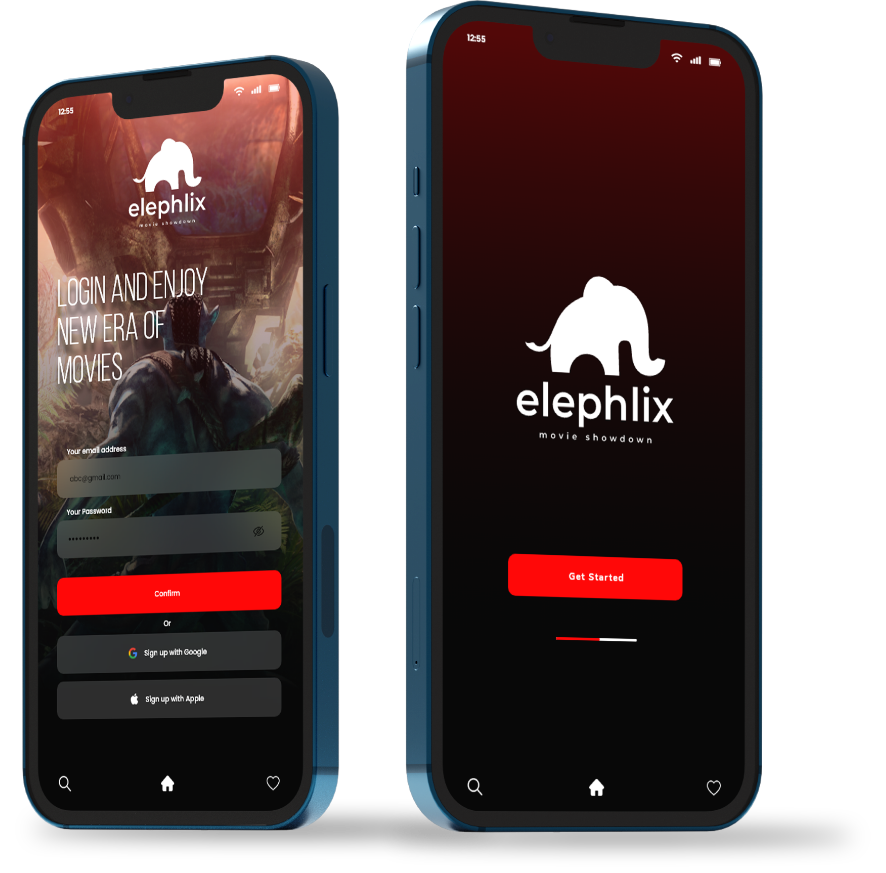 12:55
elephlix
movie showdown
LOGIN AND ENJOY
NEW ERA OF
MOVIES
Your email address
abc@gmail.com
Your Password
Confirm
Or
Sign up with Google
Sign up with Apple
12:55
elephlix
movie showdown
Get Started